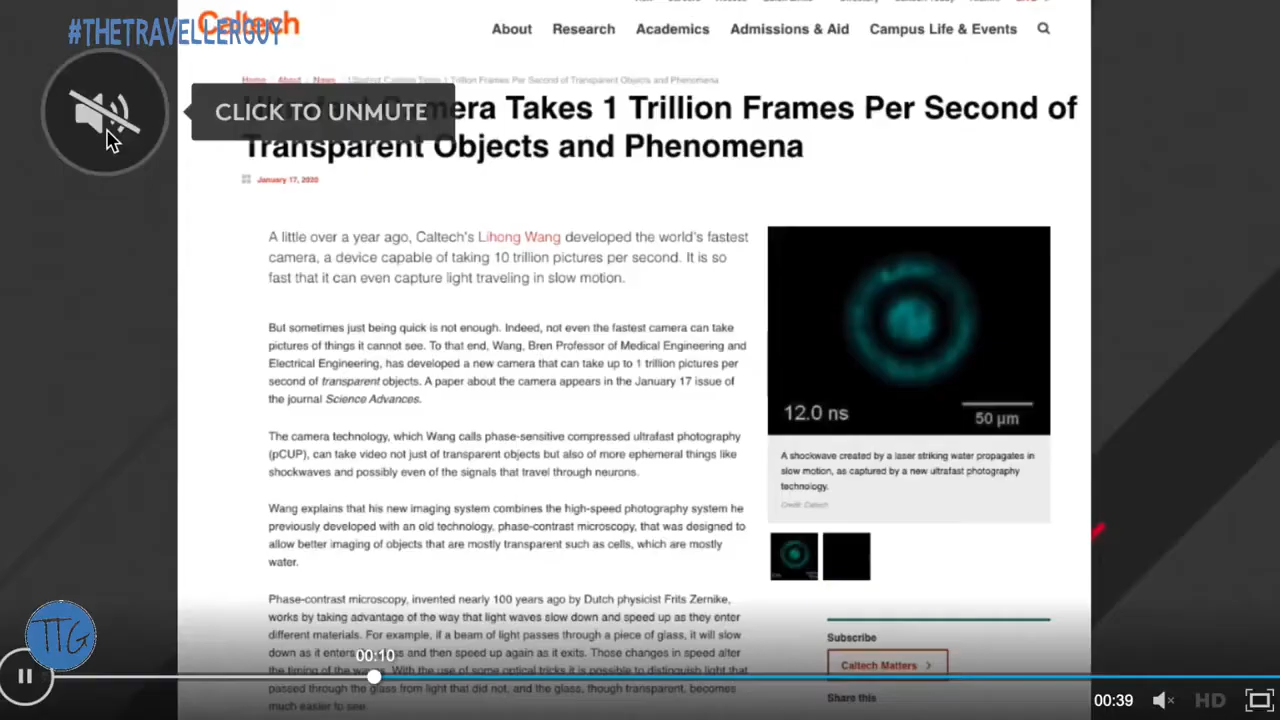 #THETRAVELLERGUY
Caltech
About Research Academics Admissions & Aid Campus Life & Events
Home About News Trillion Frames Per Second of Transparent Objects and Phenomena
CLICK TO UNMUTE
Camera Takes 1 Trillion Frames Per Second of
Transparent Objects and Phenomena
January 17, 2020
A little over a year ago, Caltech's Lihong Wang developed the world's fastest
camera, a device capable of taking 10 trillion pictures per second. It is so
fast that it can even capture light traveling in slow motion.
But sometimes just being quick is not enough. Indeed, not even the fastest camera can take
pictures of things it cannot see. To that end, Wang, Bren Professor of Medical Engineering and
Electrical Engineering, has developed a new camera that can take up to 1 trillion pictures per
second of transparent objects. A paper about the camera appears in the January 17 issue of
the journal Science Advances.
The camera technology, which Wang calls phase-sensitive compressed ultrafast photography
(pCUP), can take video not just of transparent objects but also of more ephemeral things like
shockwaves and possibly even of the signals that travel through neurons.
Wang explains that his new imaging system combines the high-speed photography system he
previously developed with an old technology, phase-contrast microscopy, that was designed to
allow better imaging of objects that are mostly transparent such as cells, which are mostly
water.
Phase-contrast microscopy, invented nearly 100 years ago by Dutch physicist Frits Zernike,
works by taking advantage of the way that light waves slow down and speed up as they enter
different materials. For example, if a beam of light passes through a piece of glass, it will slow
down as it enters and then speed up again as it exits. Those changes in speed alter
the timing of the waves. With the use of some optical tricks it is possible to distinguish light that
passed through the glass from light that did not, and the glass, though transparent, becomes
much easier to see.
12.0 ns
50 µm
A shockwave created by a laser striking water propagates in
slow motion, as captured by a new ultrafast photography
technology.
Credit: Caltech
Subscribe
Caltech Matters >
Share this
TTG
00:10
00:39
HD